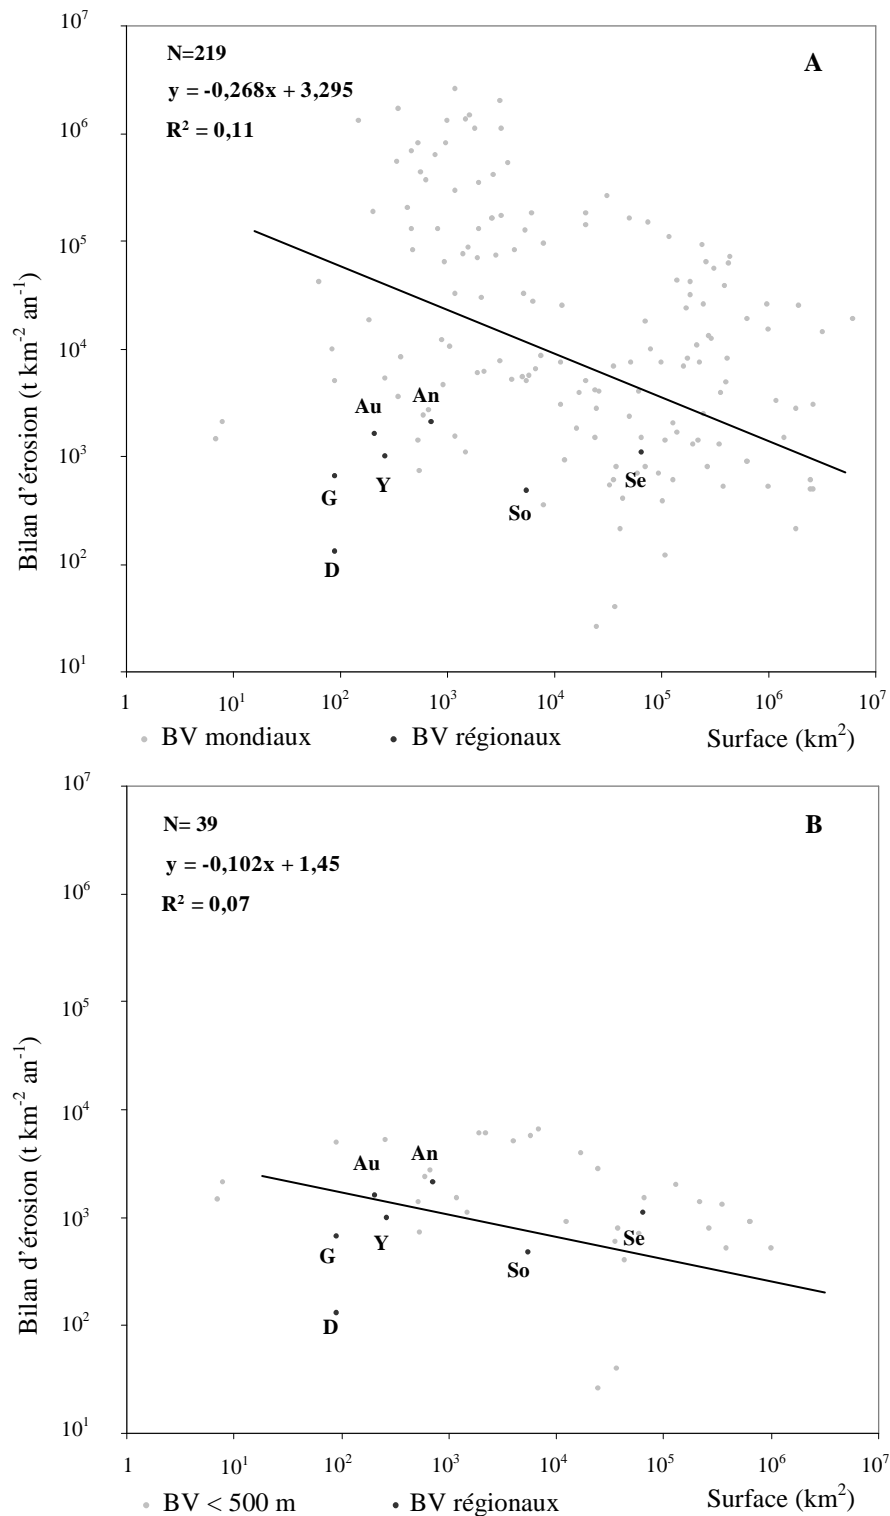 10^7
N=219
A
y = -0,268x + 3,295
R^2 = 0,11
10^6
10^5
10^4
10^3
10^2
10^1
Bilan d'érosion (t km^-2 an^-1)
Au
An
G
Y
D
So
Se
1
10^1
10^2
10^3
10^4
10^5
10^6
10^7
BV mondiaux
BV régionaux
Surface (km^2)
10^7
N= 39
B
y = -0,102x + 1,45
R^2 = 0,07
10^6
10^5
10^4
10^3
10^2
10^1
Bilan d'érosion (t km^-2 an^-1)
Au
An
G
Y
D
So
Se
1
10^1
10^2
10^3
10^4
10^5
10^6
10^7
BV < 500 m
BV régionaux
Surface (km^2)